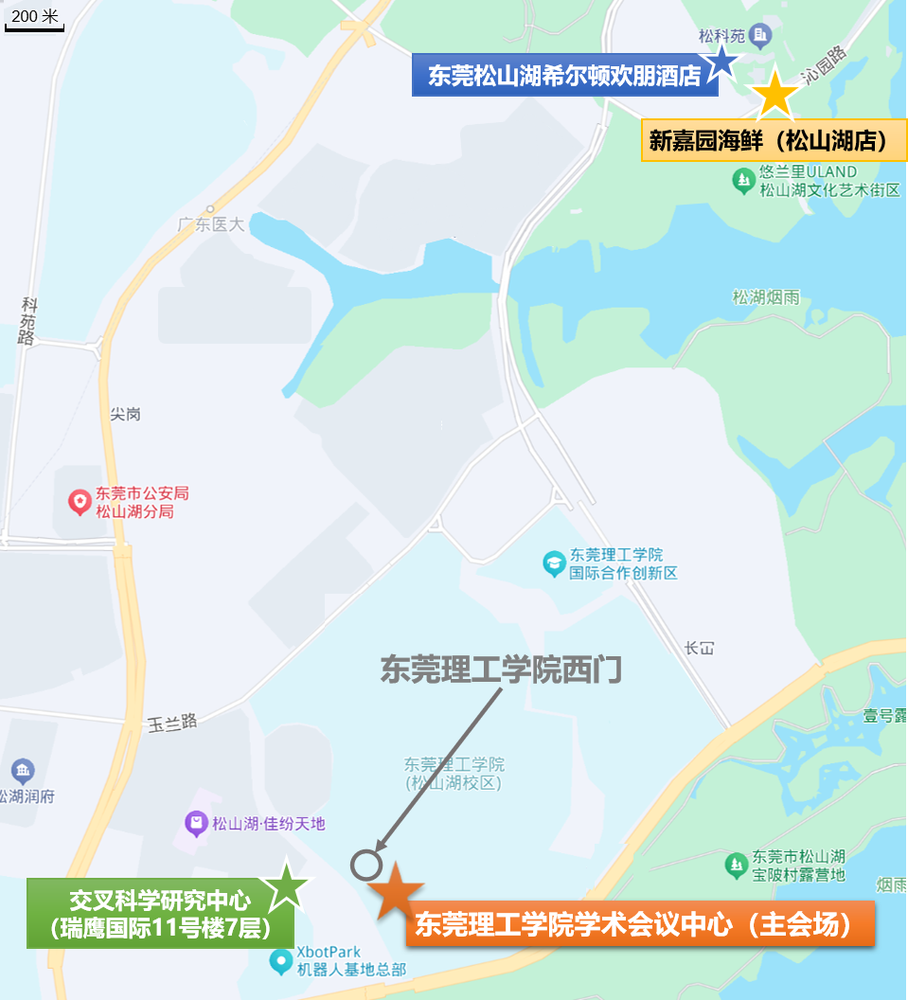 200 米
松科苑
沁园路
东莞松山湖希尔顿欢朋酒店
新嘉园海鲜（松山湖店）
悠兰里ULAND
松山湖文化艺术街区
广东医大
松湖烟雨
科苑路
尖岗
东莞市公安局
松山湖分局
东莞理工学院
国际合作创新区
长冚
东莞理工学院西门
壹号露
玉兰路
东莞理工学院
(松山湖校区)
松湖润府
松山湖·佳纷天地
东莞市松山湖
宝陂村露营地
烟雨
交叉科学研究中心
（瑞鹰国际11号楼7层）
东莞理工学院学术会议中心（主会场）
XbotPark
机器人基地总部